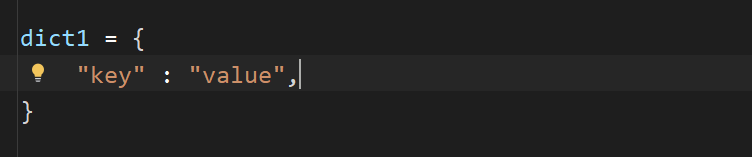 dict1 = {
    "key" : "value",
}